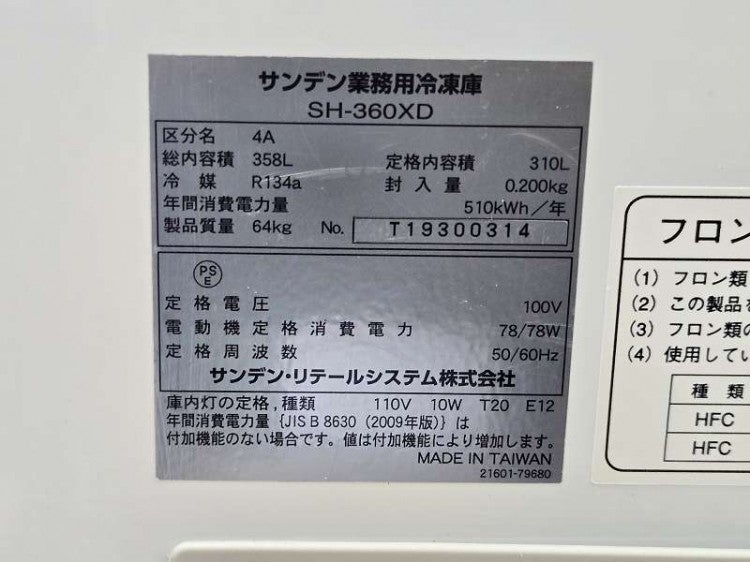 サンデン業務用冷凍庫
SH-360XD
区分名 4A
総内容積 358L 定格内容積 310L
冷媒 R134a 封入量 0.200kg
年間消費電力量 510kWh/年
製品質量 64kg No. T19300314
PSE
定格電圧 100V
電動機定格消費電力 78/78W
定格周波数 50/60Hz
サンデン・リテールシステム株式会社
庫内灯の定格,種類 110V 10W T20 E12
年間消費電力量{JIS B 8630(2009年版)}は
付加機能のない場合です。値は付加機能により増加します。
MADE IN TAIWAN
21601-79680
フロン
(1) フロン類
(2) この製品
(3) フロン類の
(4) 使用してい
種類
HFC
HFC